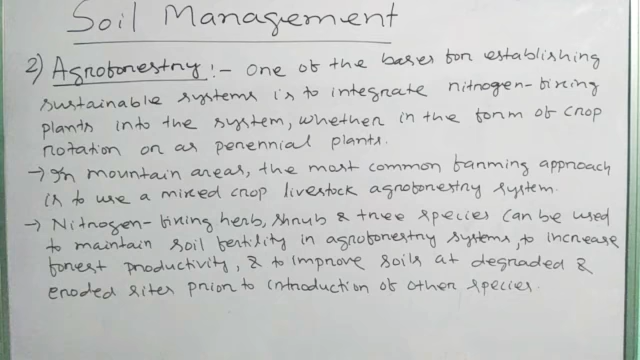 Soil Management
2) Agroforestry :- One of the bases for establishing
sustainable systems is to integrate nitrogen-fixing
plants into the system, whether in the form of crop
rotation or as perennial plants.
→ In mountain areas, the most common farming approach
is to use a mixed crop livestock agroforestry system.
→ Nitrogen-fixing herb, shrub & tree species can be used
to maintain soil fertility in agroforestry systems, to increase
forest productivity, & to improve soils at degraded &
eroded sites prior to introduction of other species.